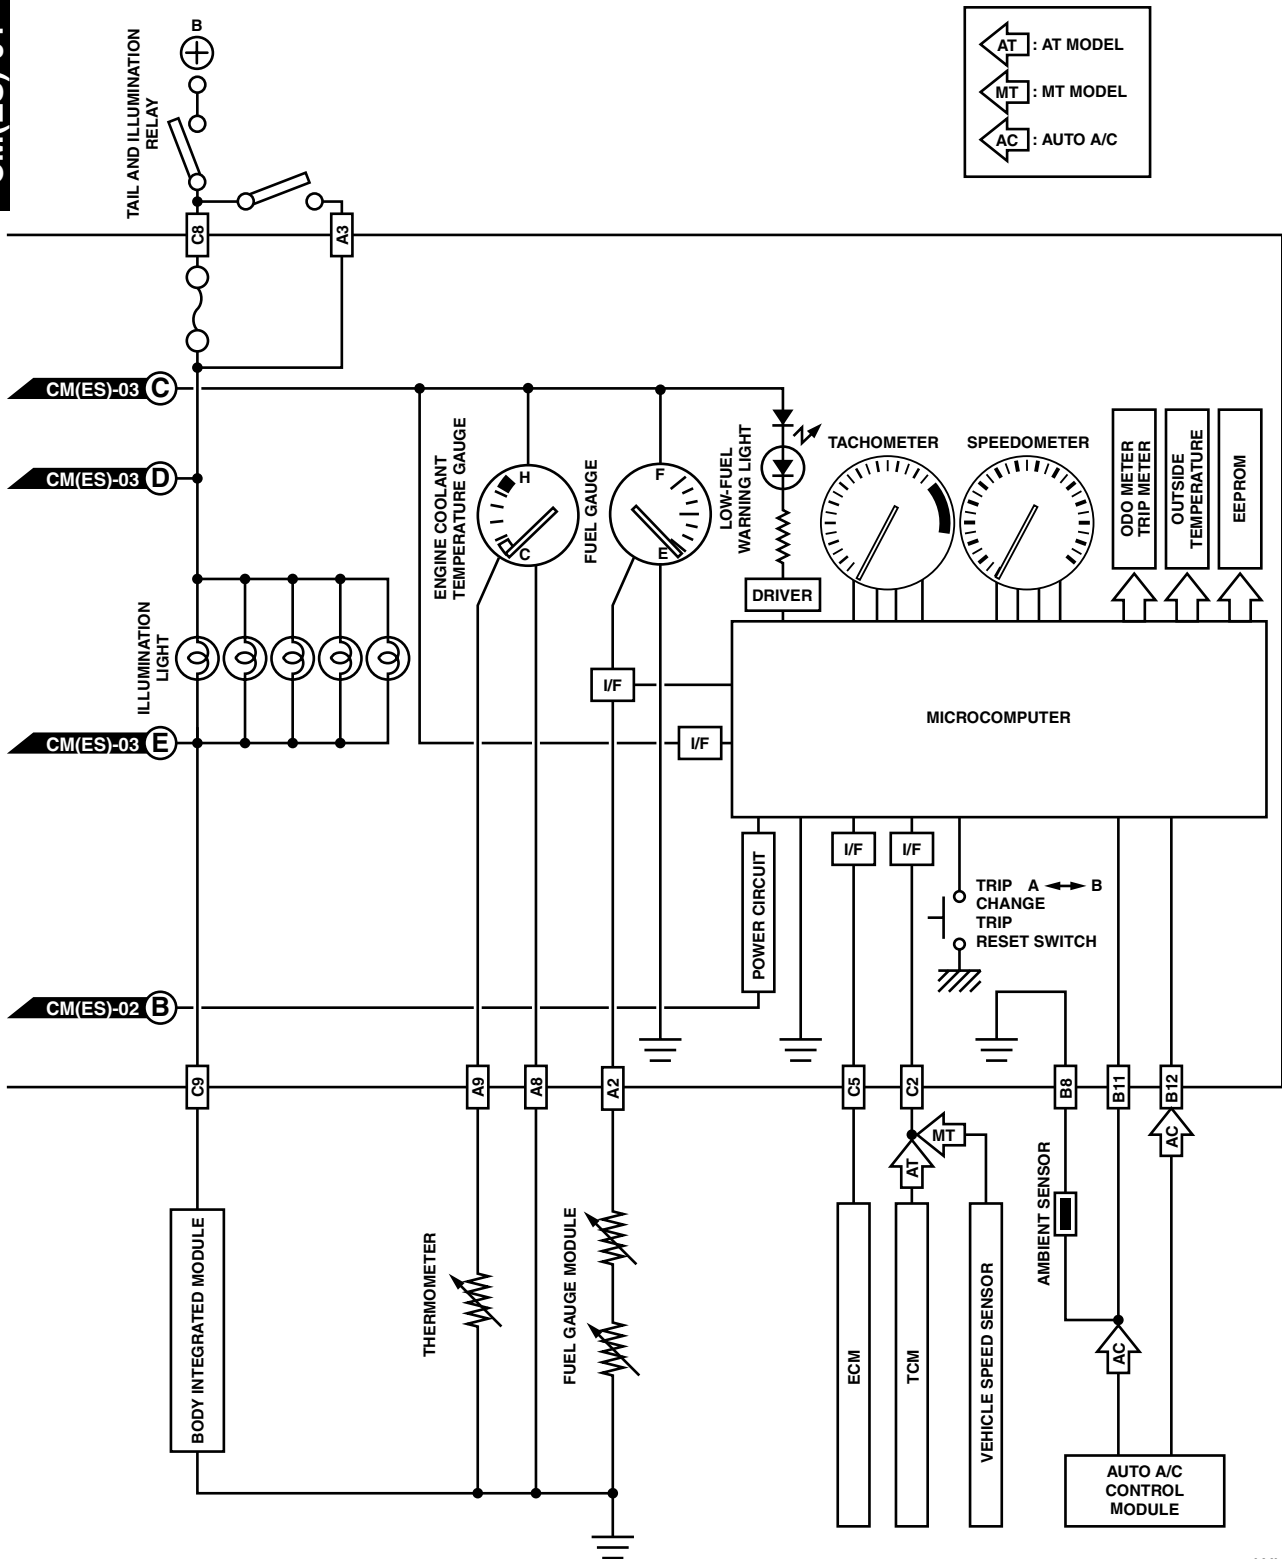 B
TAIL AND ILLUMINATION
RELAY
AT : AT MODEL
MT : MT MODEL
AC : AUTO A/C
C8
A3
CM(ES)-03 C
CM(ES)-03 D
CM(ES)-03 E
CM(ES)-02 B
ENGINE COOLANT
TEMPERATURE GAUGE
H
C
FUEL GAUGE
F
E
LOW-FUEL
WARNING LIGHT
TACHOMETER
SPEEDOMETER
ODO METER
TRIP METER
OUTSIDE
TEMPERATURE
EEPROM
DRIVER
ILLUMINATION
LIGHT
I/F
I/F
MICROCOMPUTER
POWER CIRCUIT
I/F
I/F
TRIP A B
CHANGE
TRIP
RESET SWITCH
C9
A9
A8
A2
C5
C2
B8
B11
B12
MT
AT
AC
AC
BODY INTEGRATED MODULE
THERMOMETER
FUEL GAUGE MODULE
ECM
TCM
VEHICLE SPEED SENSOR
AMBIENT SENSOR
AUTO A/C
CONTROL
MODULE